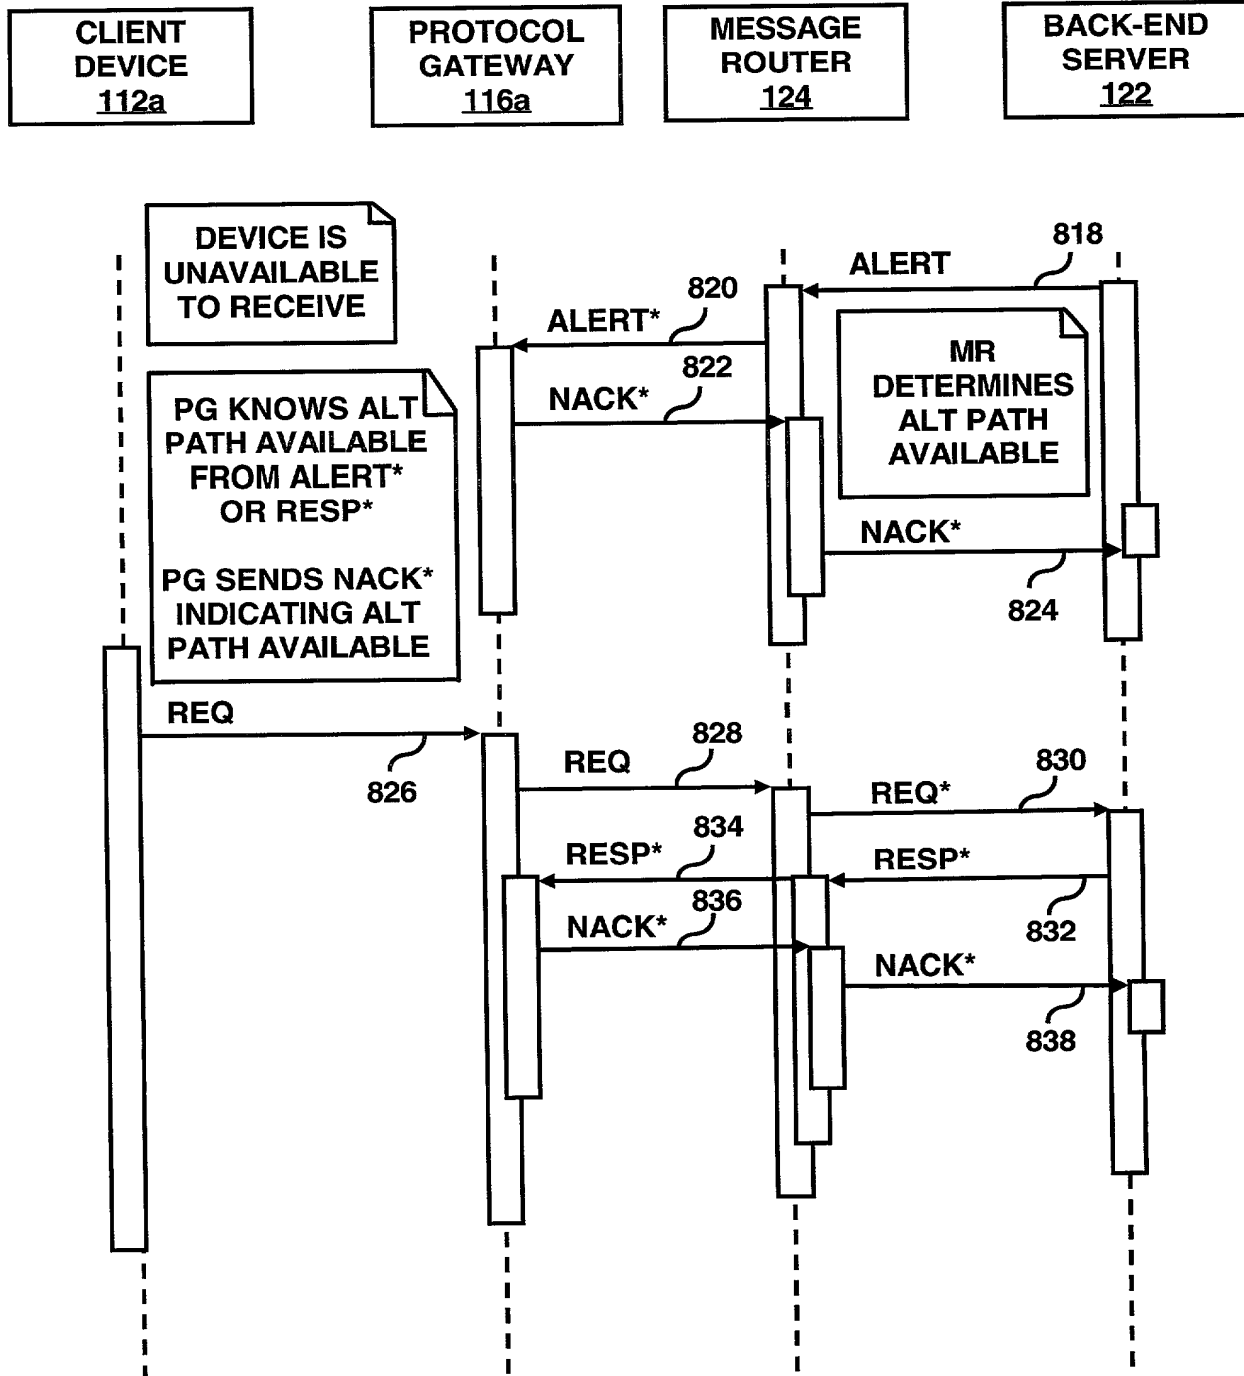 CLIENT
DEVICE
112a
PROTOCOL
GATEWAY
116a
MESSAGE
ROUTER
124
BACK-END
SERVER
122
DEVICE IS
UNAVAILABLE
TO RECEIVE
818
ALERT
820
ALERT*
MR
DETERMINES
ALT PATH
AVAILABLE
822
NACK*
PG KNOWS ALT
PATH AVAILABLE
FROM ALERT*
OR RESP*
PG SENDS NACK*
INDICATING ALT
PATH AVAILABLE
NACK*
824
REQ
826
828
REQ
830
REQ*
834
RESP*
RESP*
832
836
NACK*
NACK*
838